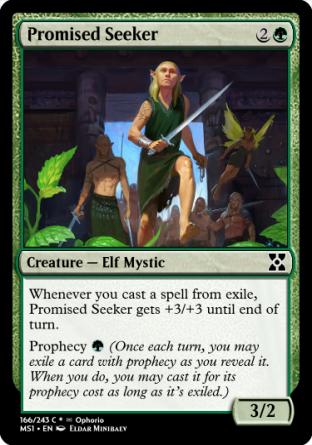 Promised Seeker 2
Creature — Elf Mystic
Whenever you cast a spell from exile,
Promised Seeker gets +3/+3 until end of
turn.
Prophecy (Once each turn, you may
exile a card with prophecy as you reveal it.
When you do, you may cast it for its
prophecy cost as long as it's exiled.)
3/2
166/243 C * = Ophorio
MS1 • EN Eldar Minibaev